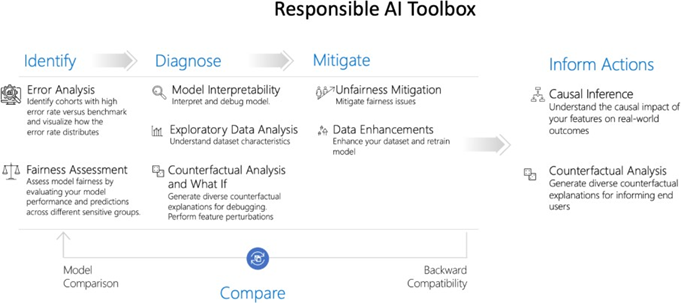 Responsible AI Toolbox
Identify
Error Analysis
Identify cohorts with high
error rate versus benchmark
and visualize how the
error rate distributes
Fairness Assessment
Assess model fairness by
evaluating your model
performance and predictions
across different sensitive groups.
Diagnose
Model Interpretability
Interpret and debug model.
Exploratory Data Analysis
Understand dataset characteristics
Counterfactual Analysis
and What If
Generate diverse counterfactual
explanations for debugging.
Perform feature perturbations
Mitigate
Unfairness Mitigation
Mitigate fairness issues
Data Enhancements
Enhance your dataset and retrain
model
Inform Actions
Causal Inference
Understand the causal impact of
your features on real-world
outcomes
Counterfactual Analysis
Generate diverse counterfactual
explanations for informing end
users
Model
Comparison
Compare
Backward
Compatibility